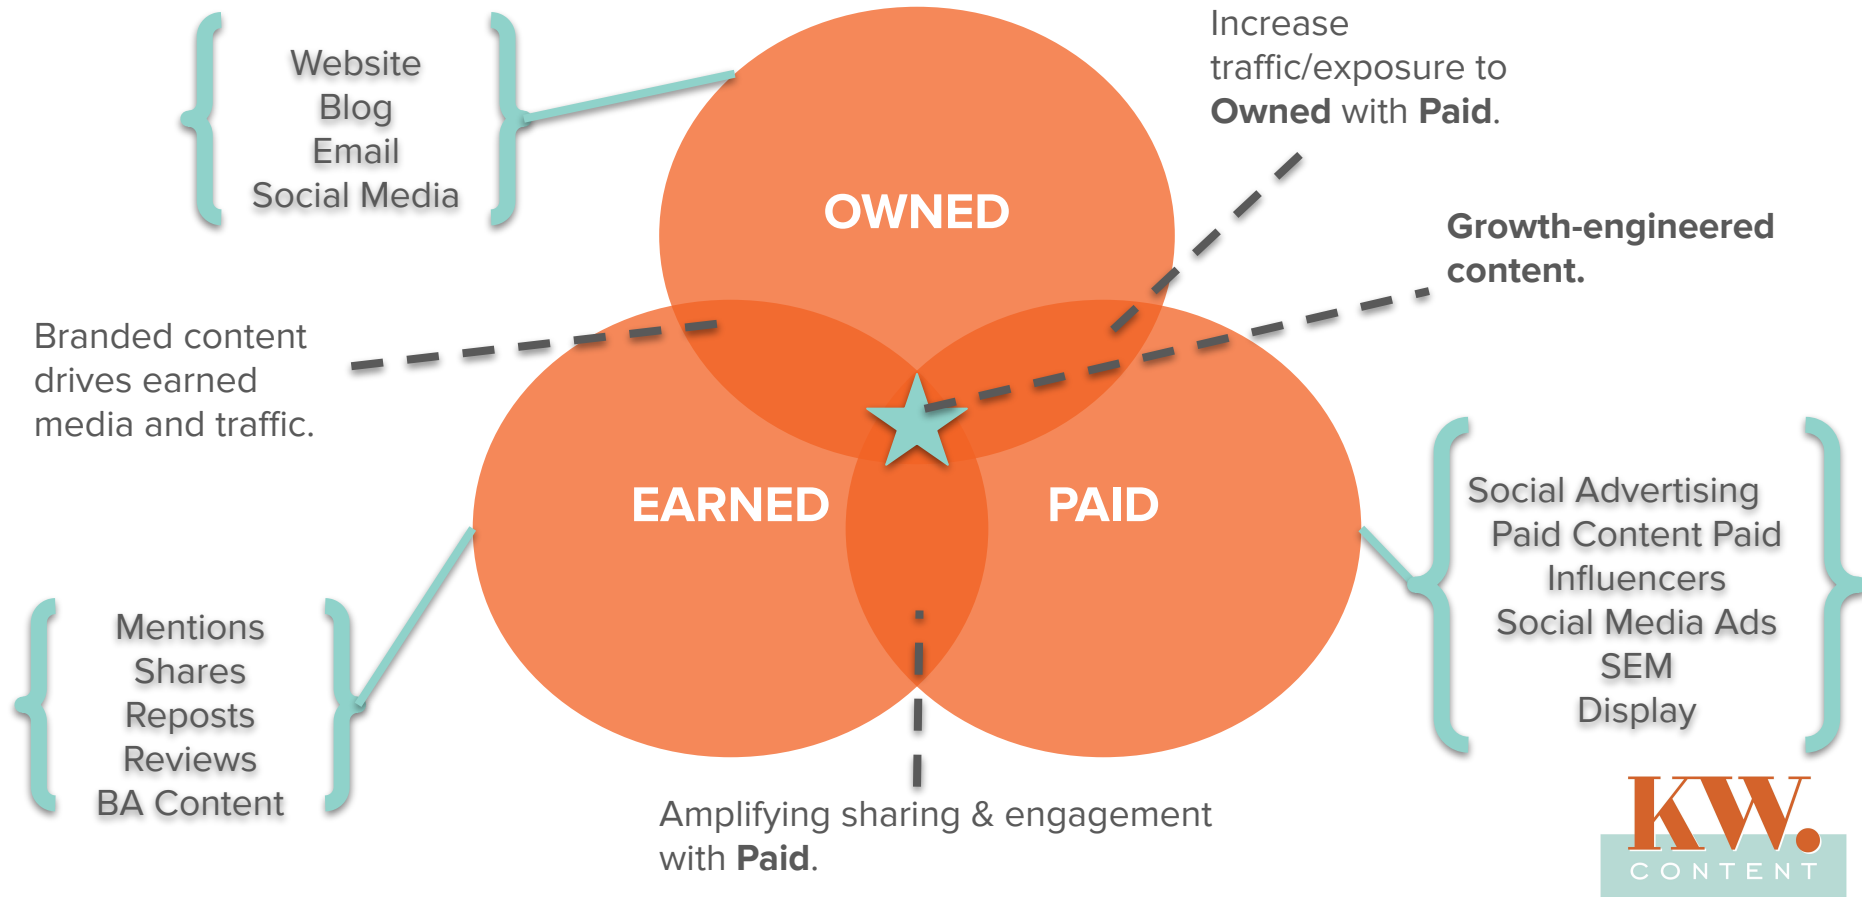 Website
Blog
Email
Social Media
Increase
traffic/exposure to
Owned with Paid.
OWNED
Growth-engineered
content.
Branded content
drives earned
media and traffic.
EARNED
PAID
Social Advertising
Paid Content Paid
Influencers
Social Media Ads
SEM
Display
Mentions
Shares
Reposts
Reviews
BA Content
Amplifying sharing & engagement
with Paid.
KW.
CONTENT